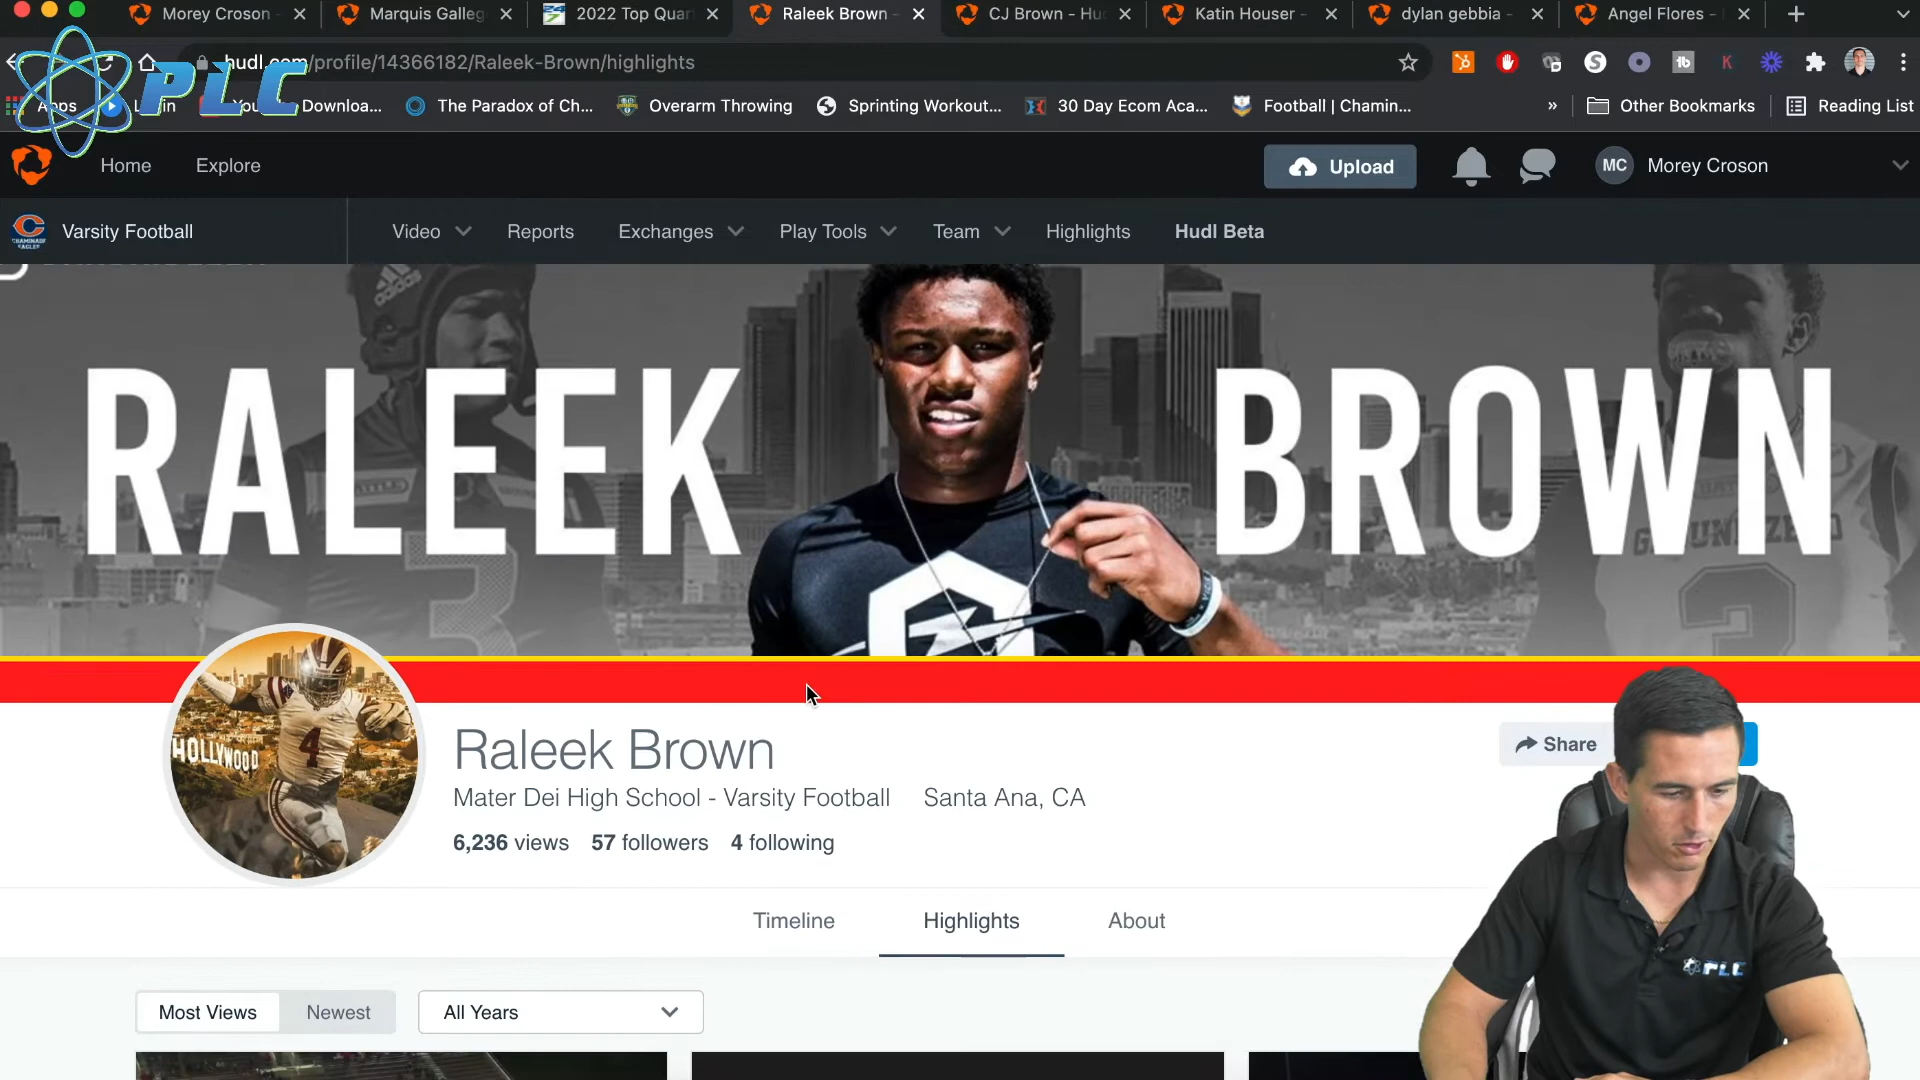 Morey Croson -
Marquis Galleg
2022 Top Quar
Raleek Brown -
CJ Brown - Hu
Katin Houser -
dylan gebbia -
Angel Flores -
hudl.com/profile/14366182/Raleek-Brown/highlights
PLC
Apps
Downloa...
The Paradox of Ch...
Overarm Throwing
Sprinting Workout...
30 Day Ecom Aca...
Football | Chamin...
»
Other Bookmarks
Reading List
Home
Explore
Upload
MC
Morey Croson
Varsity Football
Video
Reports
Exchanges
Play Tools
Team
Highlights
Hudl Beta
RALEEK
BROWN
3
HOLLYWOOD
4
Raleek Brown
Mater Dei High School - Varsity Football
Santa Ana, CA
6,236 views
57 followers
4 following
Share
Timeline
Highlights
About
PLC
Most Views
Newest
All Years